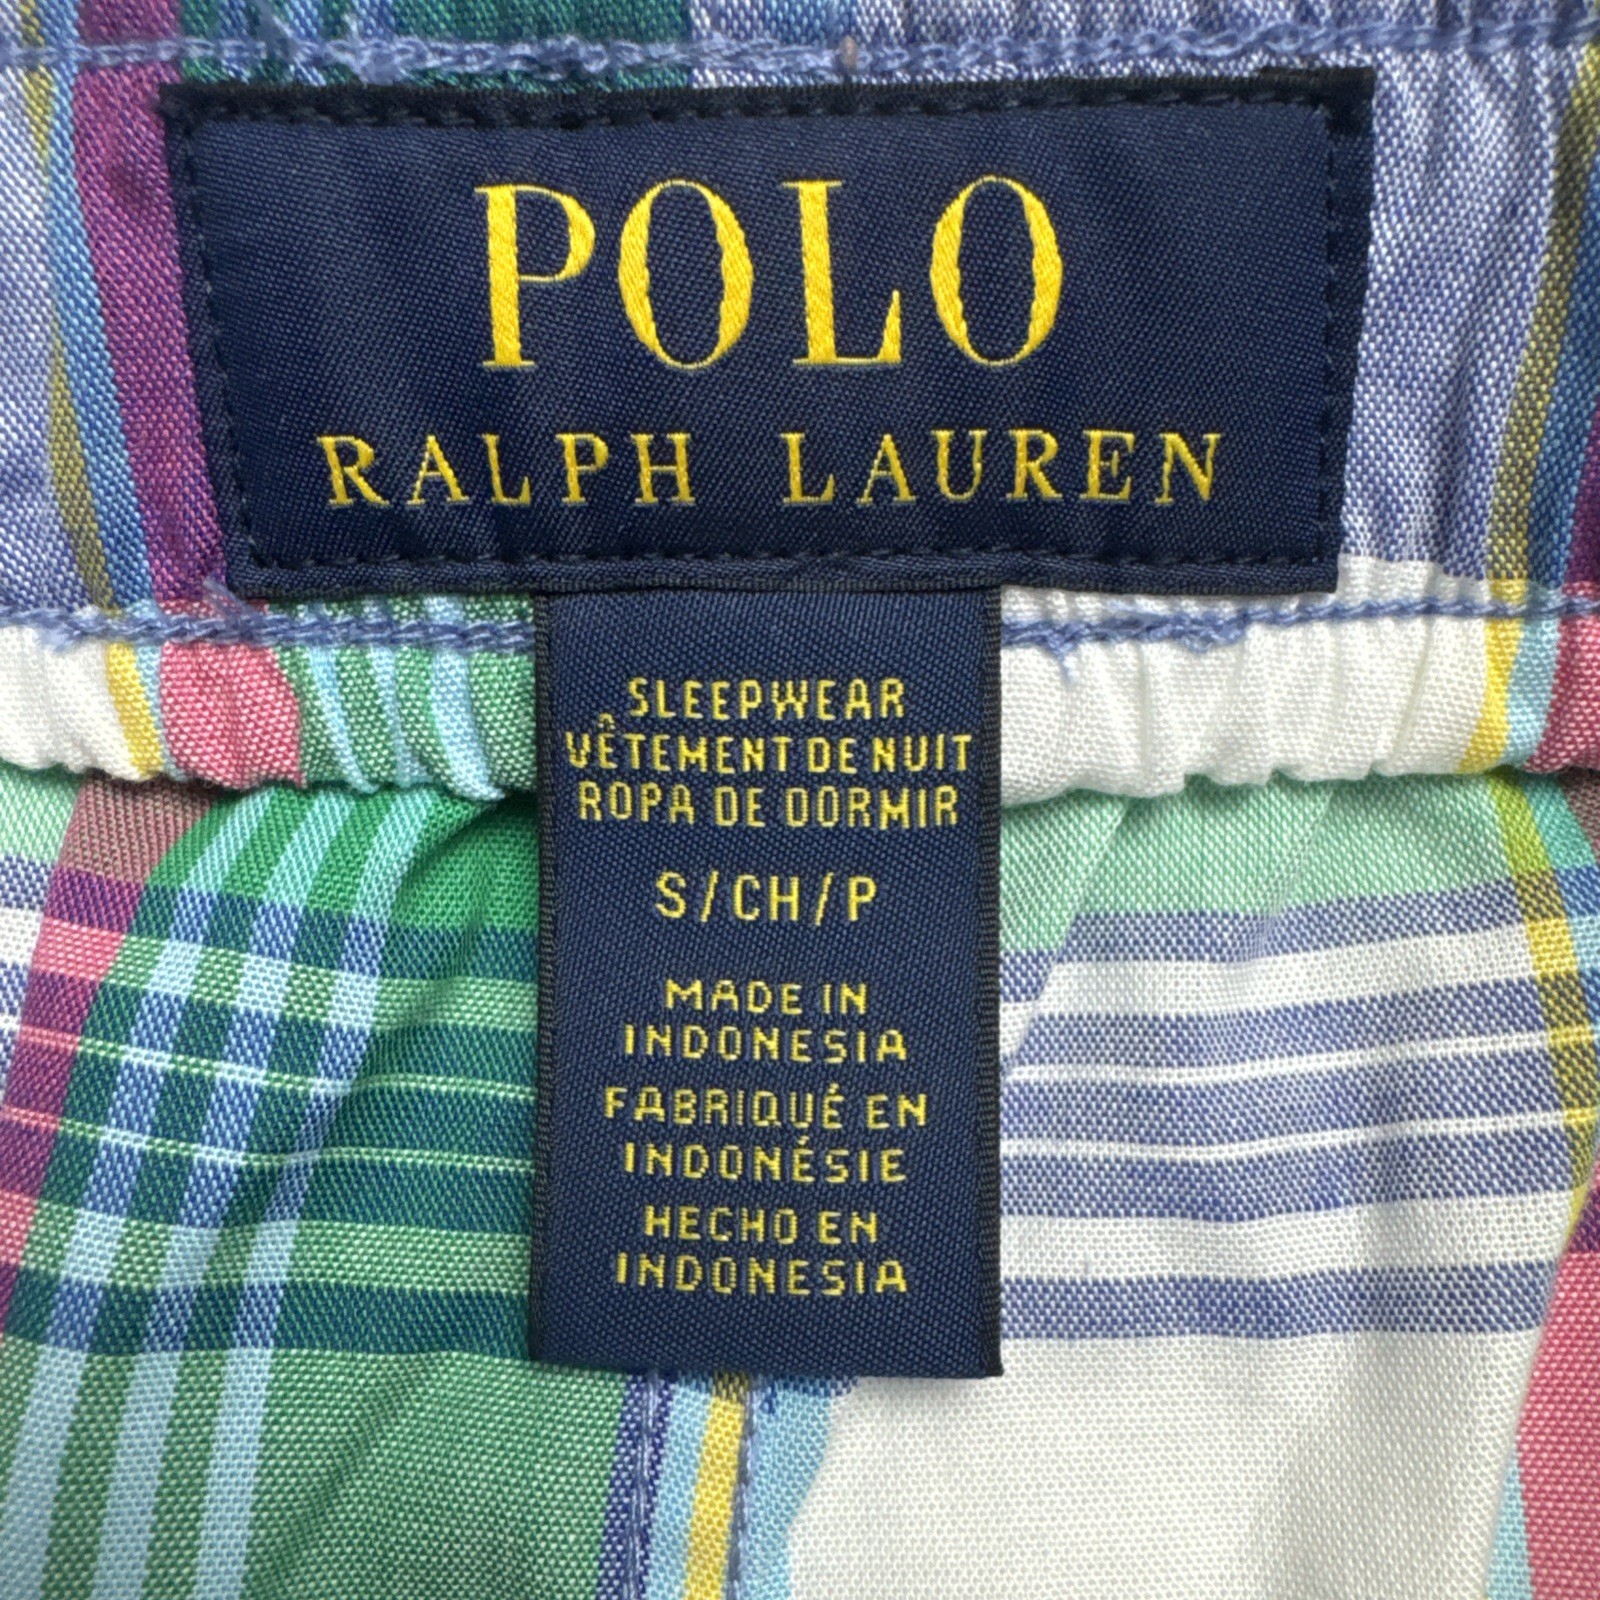 POLO
RALPH LAUREN
SLEEPWEAR
VÊTEMENT DE NUIT
ROPA DE DORMIR
S/CH/P
MADE IN
INDONESIA
FABRIQUÉ EN
INDONÉSIE
HECHO EN
INDONESIA